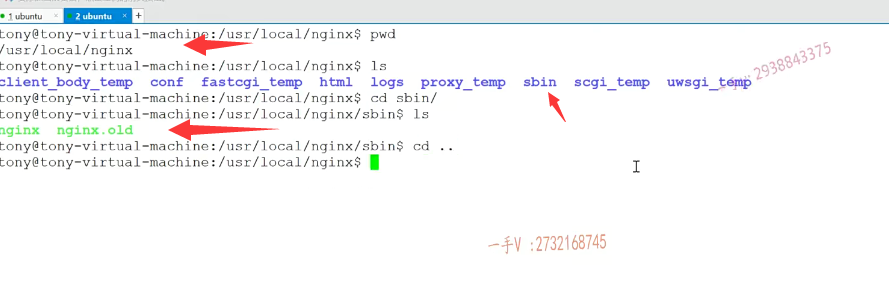 1 ubuntu × 2 ubuntu × +
tony@tony-virtual-machine:/usr/local/nginx$ pwd
/usr/local/nginx
tony@tony-virtual-machine:/usr/local/nginx$ ls
client_body_temp conf fastcgi_temp html logs proxy_temp sbin scgi_temp uwsgi_temp
tony@tony-virtual-machine:/usr/local/nginx$ cd sbin/
tony@tony-virtual-machine:/usr/local/nginx/sbin$ ls
nginx nginx.old
tony@tony-virtual-machine:/usr/local/nginx/sbin$ cd ..
tony@tony-virtual-machine:/usr/local/nginx$
2938843375
一手V :2732168745